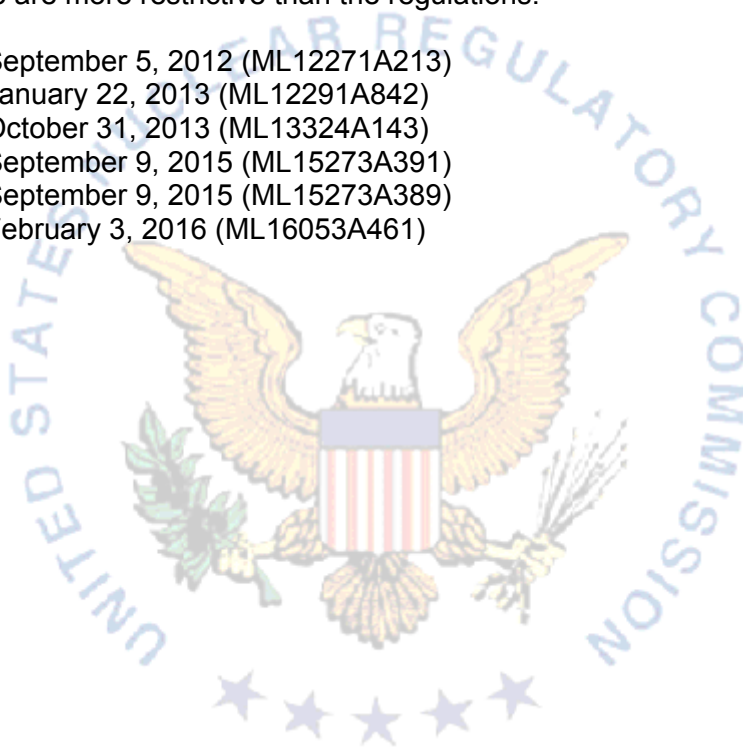 are more restrictive than the regulations.
September 5, 2012 (ML12271A213)
January 22, 2013 (ML12291A842)
October 31, 2013 (ML13324A143)
September 9, 2015 (ML15273A391)
September 9, 2015 (ML15273A389)
February 3, 2016 (ML16053A461)
UNITED STATES NUCLEAR REGULATORY COMMISSION